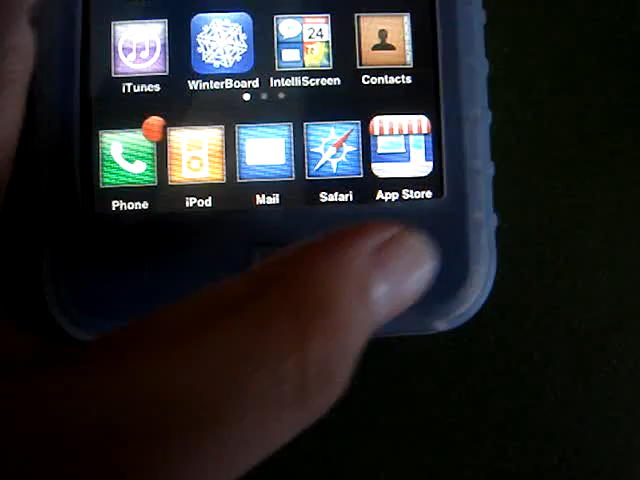 iTunes
WinterBoard
24
IntelliScreen
Contacts
Phone
iPod
Mail
Safari
App Store